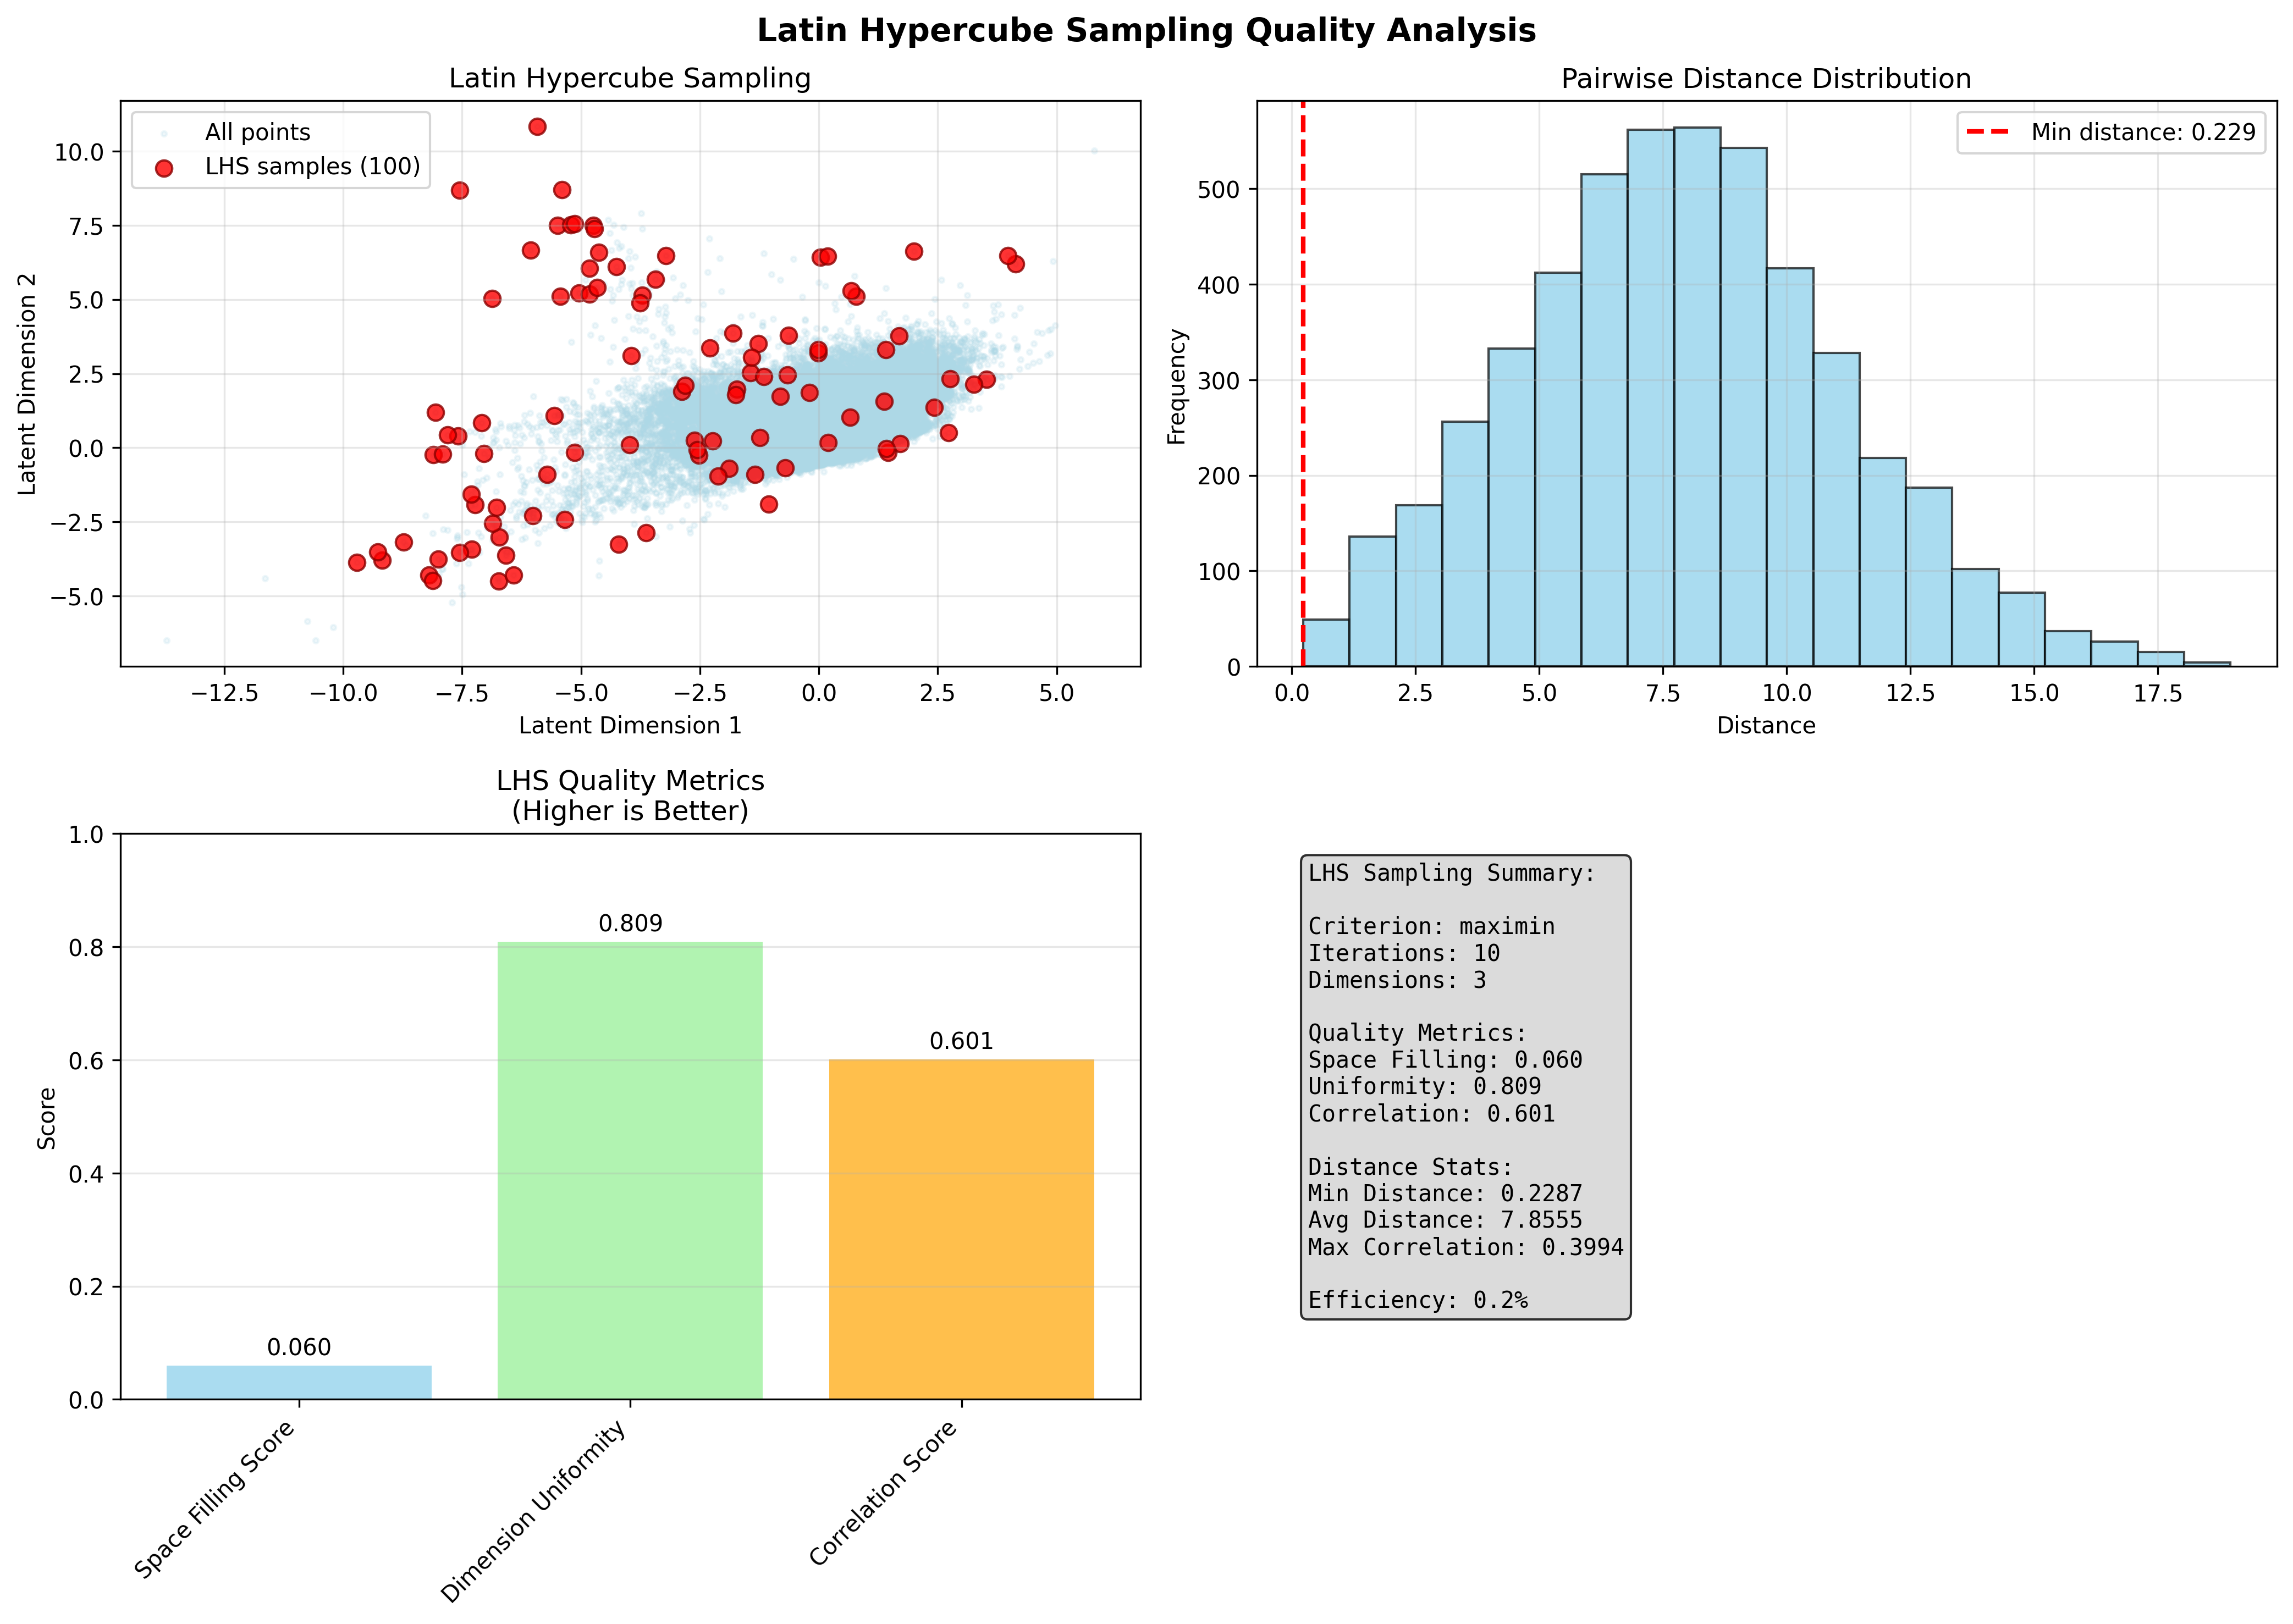 Latin Hypercube Sampling Quality Analysis
Latin Hypercube Sampling
All points
LHS samples (100)
Latent Dimension 2
10.0
7.5
5.0
2.5
0.0
−2.5
−5.0
−12.5 −10.0 −7.5 −5.0 −2.5 0.0 2.5 5.0
Latent Dimension 1
Pairwise Distance Distribution
Min distance: 0.229
Frequency
500
400
300
200
100
0
0.0 2.5 5.0 7.5 10.0 12.5 15.0 17.5
Distance
LHS Quality Metrics
(Higher is Better)
Score
1.0
0.8
0.6
0.4
0.2
0.0
0.060
0.809
0.601
Space Filling Score
Dimension Uniformity
Correlation Score
LHS Sampling Summary:
Criterion: maximin
Iterations: 10
Dimensions: 3
Quality Metrics:
Space Filling: 0.060
Uniformity: 0.809
Correlation: 0.601
Distance Stats:
Min Distance: 0.2287
Avg Distance: 7.8555
Max Correlation: 0.3994
Efficiency: 0.2%